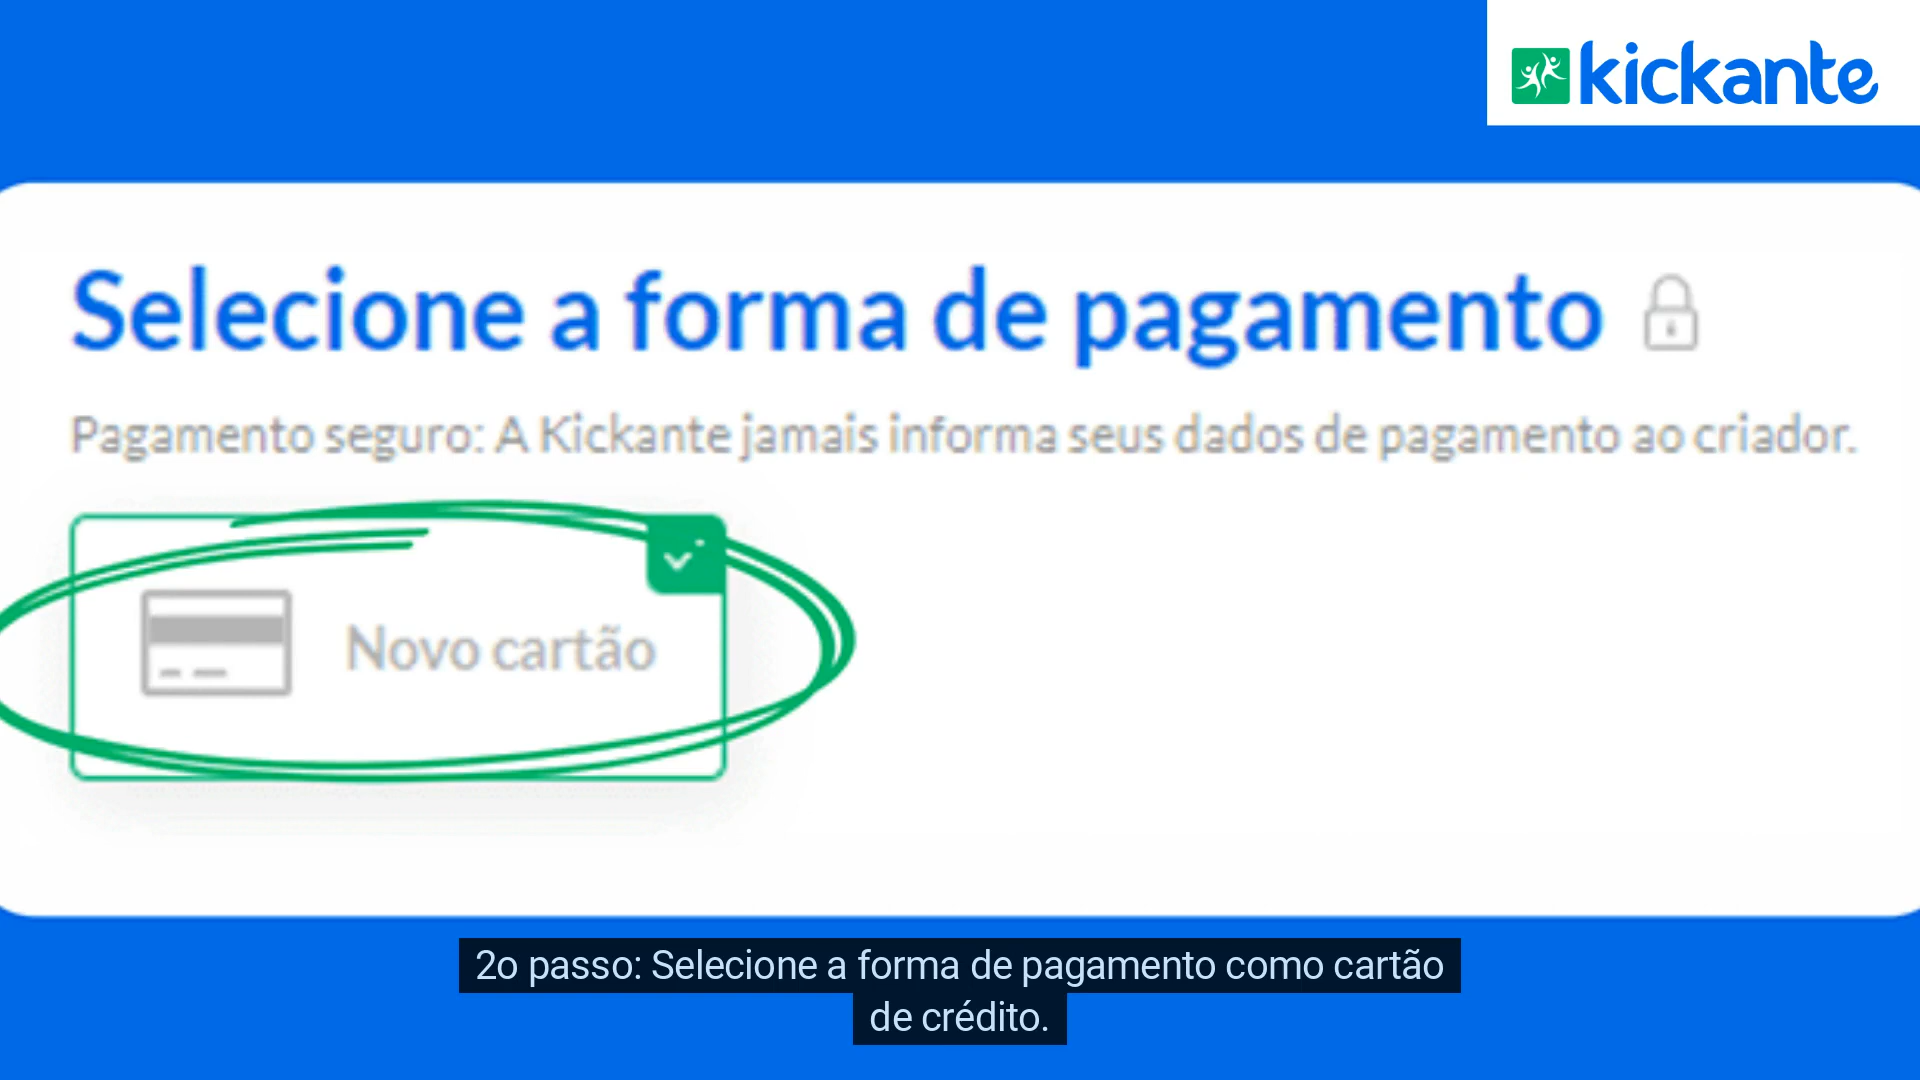 kickante
Selecione a forma de pagamento
Pagamento seguro: A Kickante jamais informa seus dados de pagamento ao criador.
Novo cartão
2o passo: Selecione a forma de pagamento como cartão
de crédito.